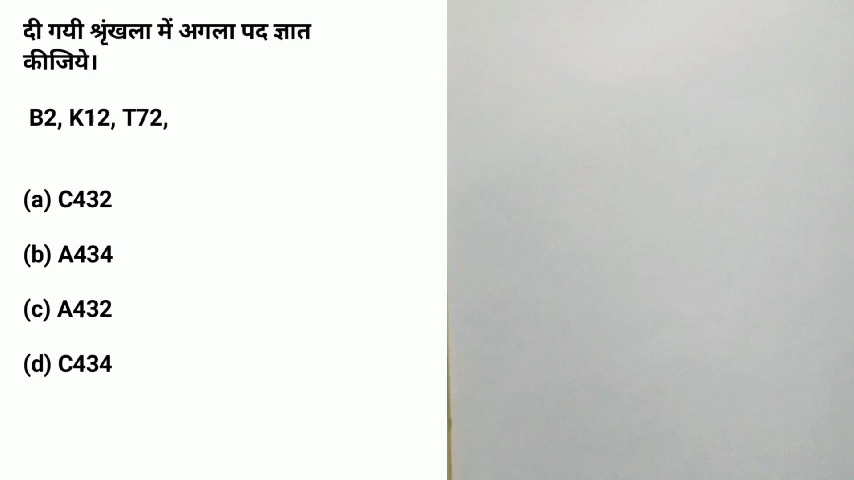 दी गयी श्रृंखला में अगला पद ज्ञात
कीजिये।
B2, K12, T72,
(a) C432
(b) A434
(c) A432
(d) C434